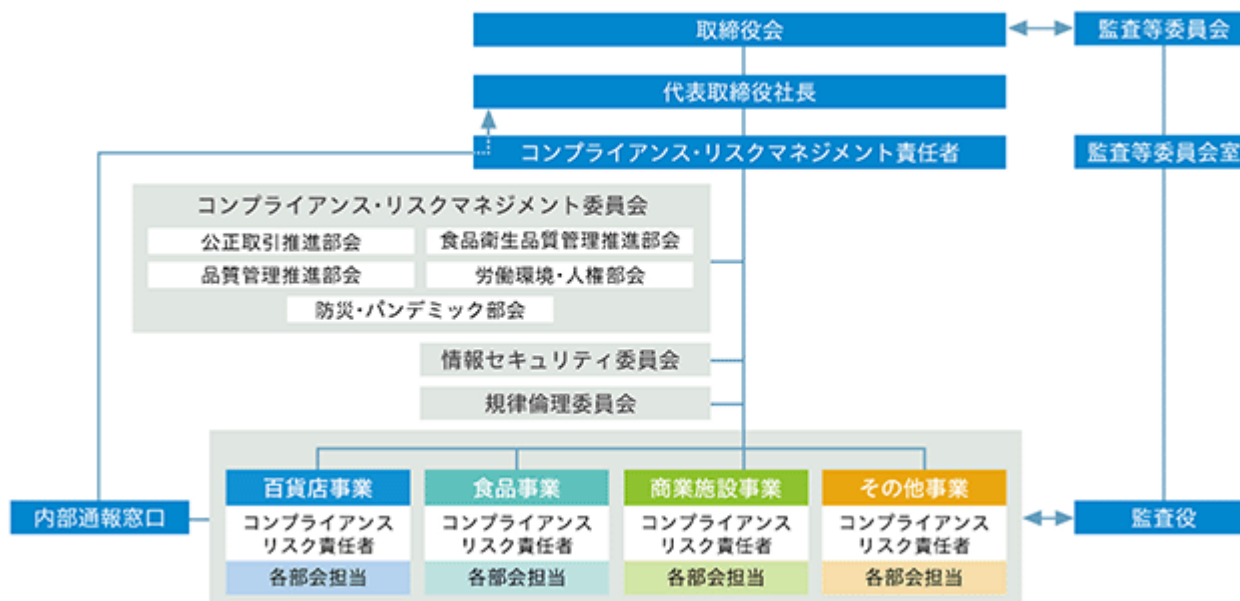 取締役会
監査等委員会
代表取締役社長
コンプライアンス・リスクマネジメント責任者
監査等委員会室
コンプライアンス・リスクマネジメント委員会
公正取引推進部会
食品衛生品質管理推進部会
品質管理推進部会
労働環境・人権部会
防災・パンデミック部会
情報セキュリティ委員会
規律倫理委員会
百貨店事業
食品事業
商業施設事業
その他事業
内部通報窓口
コンプライアンス
リスク責任者
コンプライアンス
リスク責任者
コンプライアンス
リスク責任者
コンプライアンス
リスク責任者
監査役
各部会担当
各部会担当
各部会担当
各部会担当